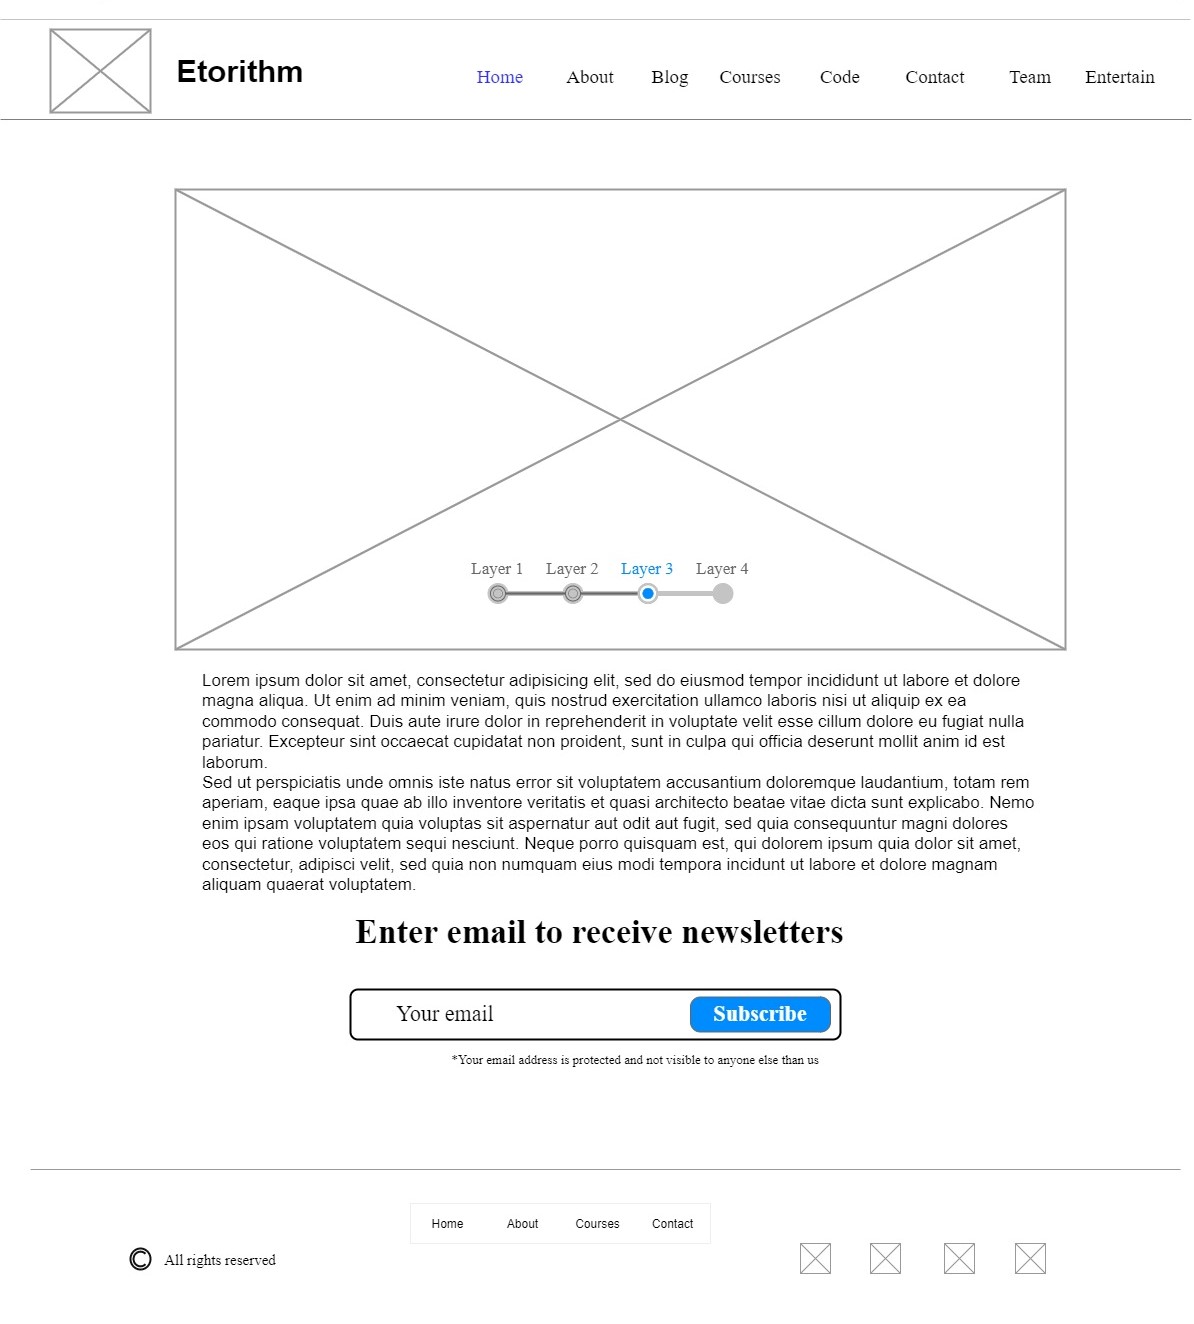 Etorithm
Home About Blog Courses Code Contact Team Entertain
Layer 1 Layer 2 Layer 3 Layer 4
Lorem ipsum dolor sit amet, consectetur adipisicing elit, sed do eiusmod tempor incididunt ut labore et dolore
magna aliqua. Ut enim ad minim veniam, quis nostrud exercitation ullamco laboris nisi ut aliquip ex ea
commodo consequat. Duis aute irure dolor in reprehenderit in voluptate velit esse cillum dolore eu fugiat nulla
pariatur. Excepteur sint occaecat cupidatat non proident, sunt in culpa qui officia deserunt mollit anim id est
laborum.
Sed ut perspiciatis unde omnis iste natus error sit voluptatem accusantium doloremque laudantium, totam rem
aperiam, eaque ipsa quae ab illo inventore veritatis et quasi architecto beatae vitae dicta sunt explicabo. Nemo
enim ipsam voluptatem quia voluptas sit aspernatur aut odit aut fugit, sed quia consequuntur magni dolores
eos qui ratione voluptatem sequi nesciunt. Neque porro quisquam est, qui dolorem ipsum quia dolor sit amet,
consectetur, adipisci velit, sed quia non numquam eius modi tempora incidunt ut labore et dolore magnam
aliquam quaerat voluptatem.
Enter email to receive newsletters
Your email Subscribe
*Your email address is protected and not visible to anyone else than us
Home About Courses Contact
© All rights reserved